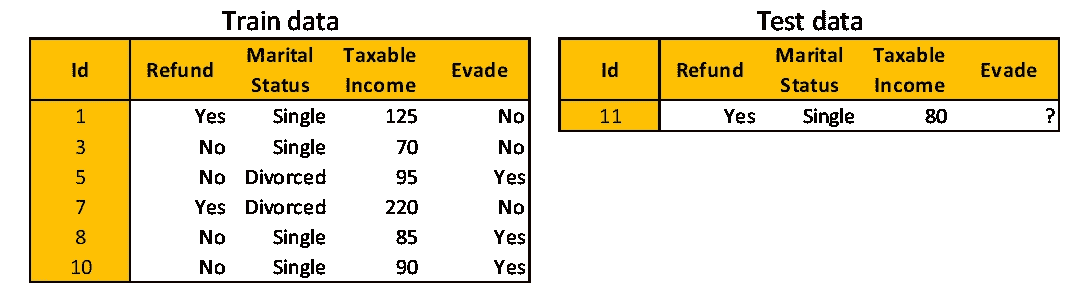 Train data
Id Refund Marital Status Taxable Income Evade
1 Yes Single 125 No
3 No Single 70 No
5 No Divorced 95 Yes
7 Yes Divorced 220 No
8 No Single 85 Yes
10 No Single 90 Yes
Test data
Id Refund Marital Status Taxable Income Evade
11 Yes Single 80 ?